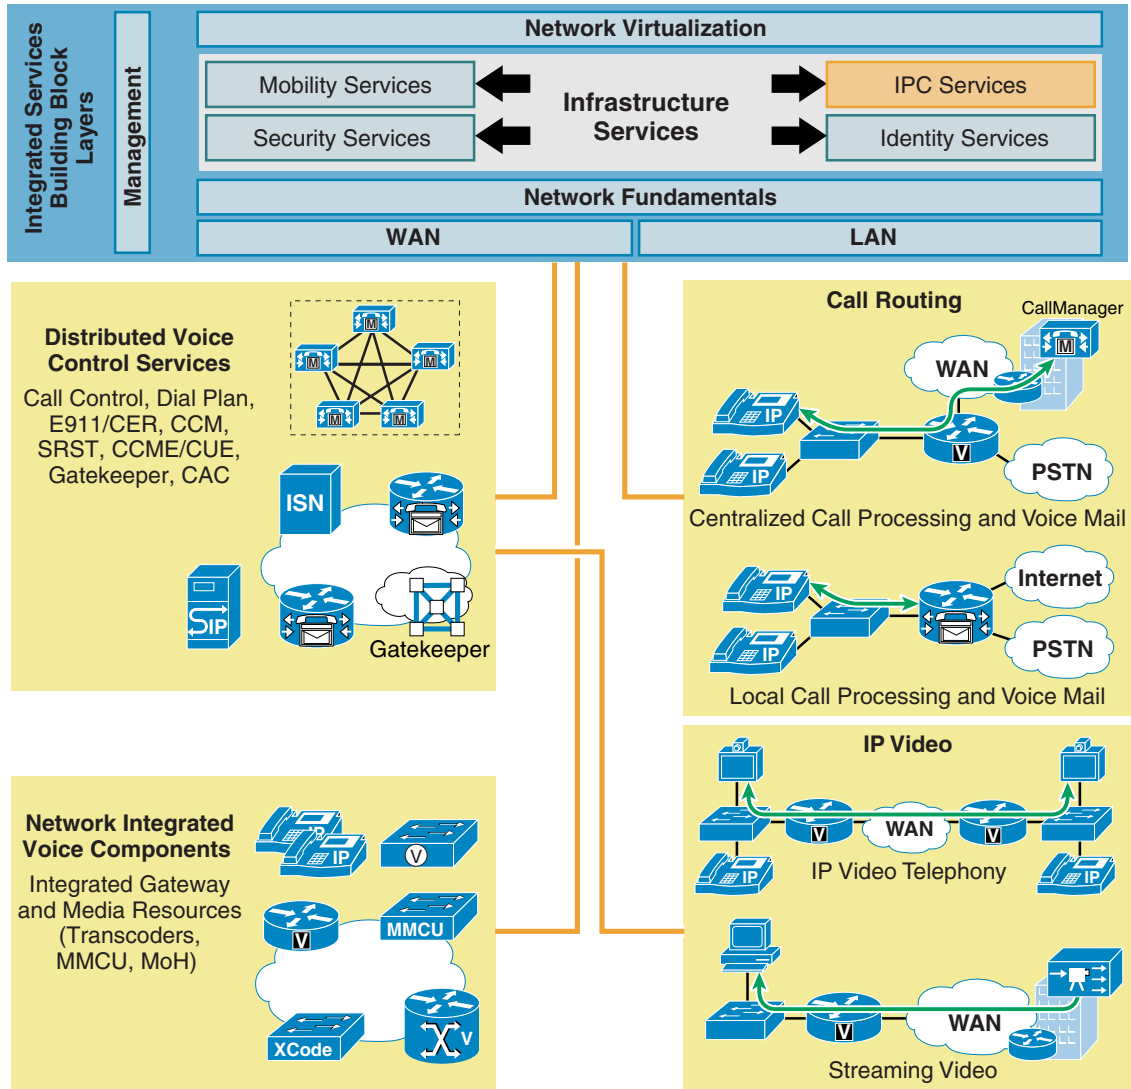 Integrated Services
Building Block
Layers
Management
Network Virtualization
Mobility Services
Security Services
Infrastructure
Services
IPC Services
Identity Services
Network Fundamentals
WAN
LAN
Distributed Voice
Control Services
Call Control, Dial Plan,
E911/CER, CCM,
SRST, CCME/CUE,
Gatekeeper, CAC
M
M
M
M
M
ISN
SIP
Gatekeeper
Call Routing
CallManager
M
WAN
IP
IP
V
PSTN
Centralized Call Processing and Voice Mail
IP
IP
Internet
PSTN
Local Call Processing and Voice Mail
Network Integrated
Voice Components
Integrated Gateway
and Media Resources
(Transcoders,
MMCU, MoH)
IP
IP
V
V
MMCU
XCode
V
IP Video
V
WAN
V
IP
IP
IP Video Telephony
V
WAN
Streaming Video